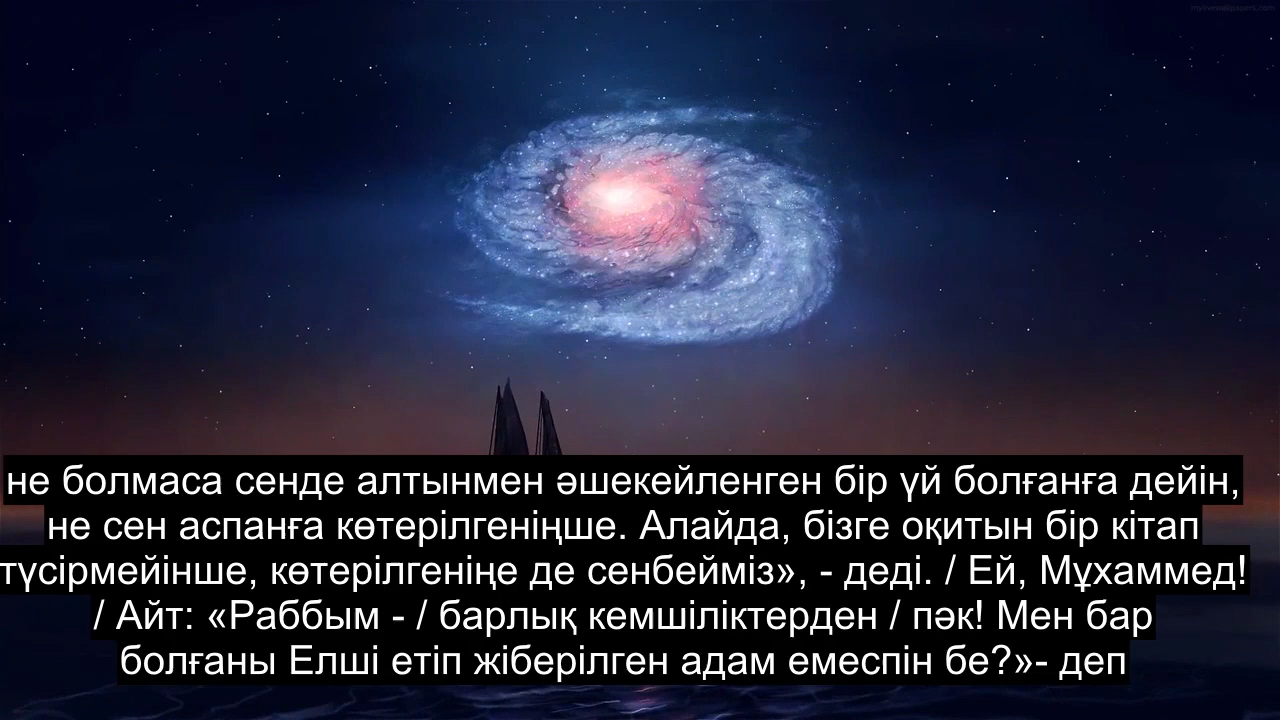 mylivewallpapers.com
не болмаса сенде алтынмен әшекейленген бір үй болғанға дейін,
не сен аспанға көтерілгеніңше. Алайда, бізге оқитын бір кітап
түсірмейінше, көтерілгеніңе де сенбейміз», - деді. / Ей, Мұхаммед!
/ Айт: «Раббым - / барлық кемшіліктерден / пәк! Мен бар
болғаны Елші етіп жіберілген адам емеспін бе?»- деп